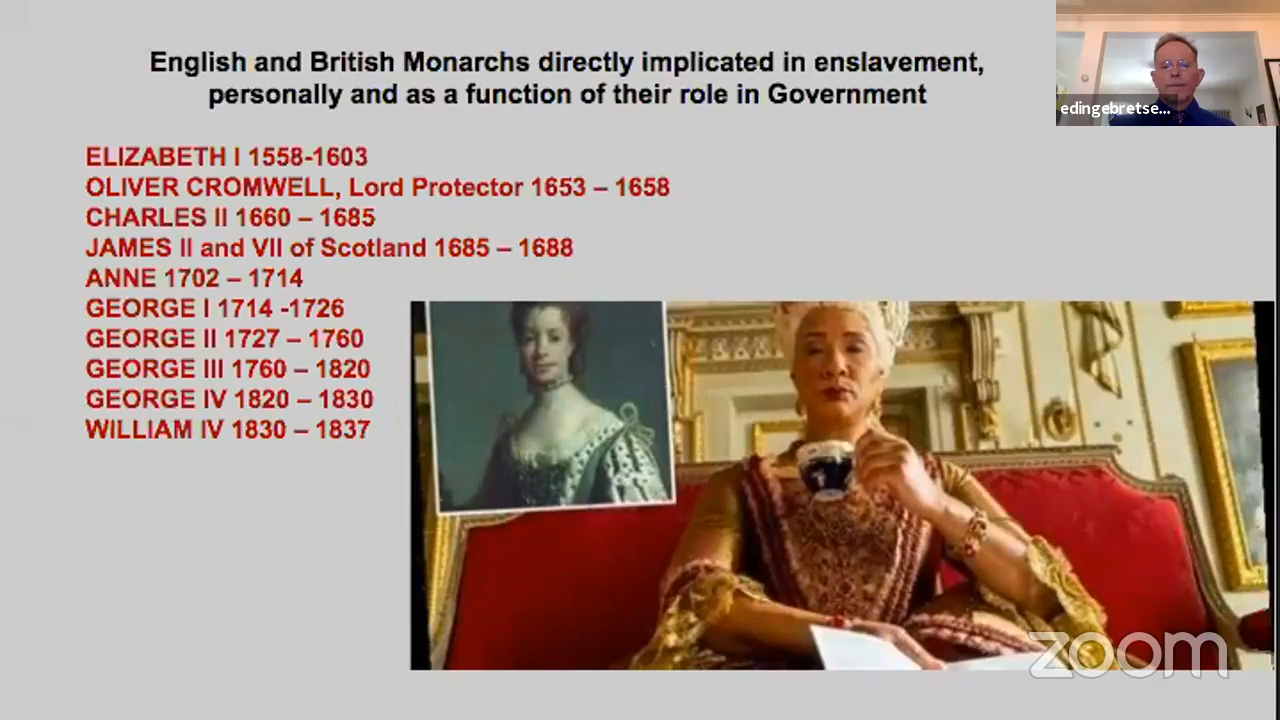 English and British Monarchs directly implicated in enslavement,
personally and as a function of their role in Government
edingebretse...
ELIZABETH I 1558-1603
OLIVER CROMWELL, Lord Protector 1653 – 1658
CHARLES II 1660 – 1685
JAMES II and VII of Scotland 1685 – 1688
ANNE 1702 – 1714
GEORGE I 1714 -1726
GEORGE II 1727 – 1760
GEORGE III 1760 – 1820
GEORGE IV 1820 – 1830
WILLIAM IV 1830 – 1837
zoom